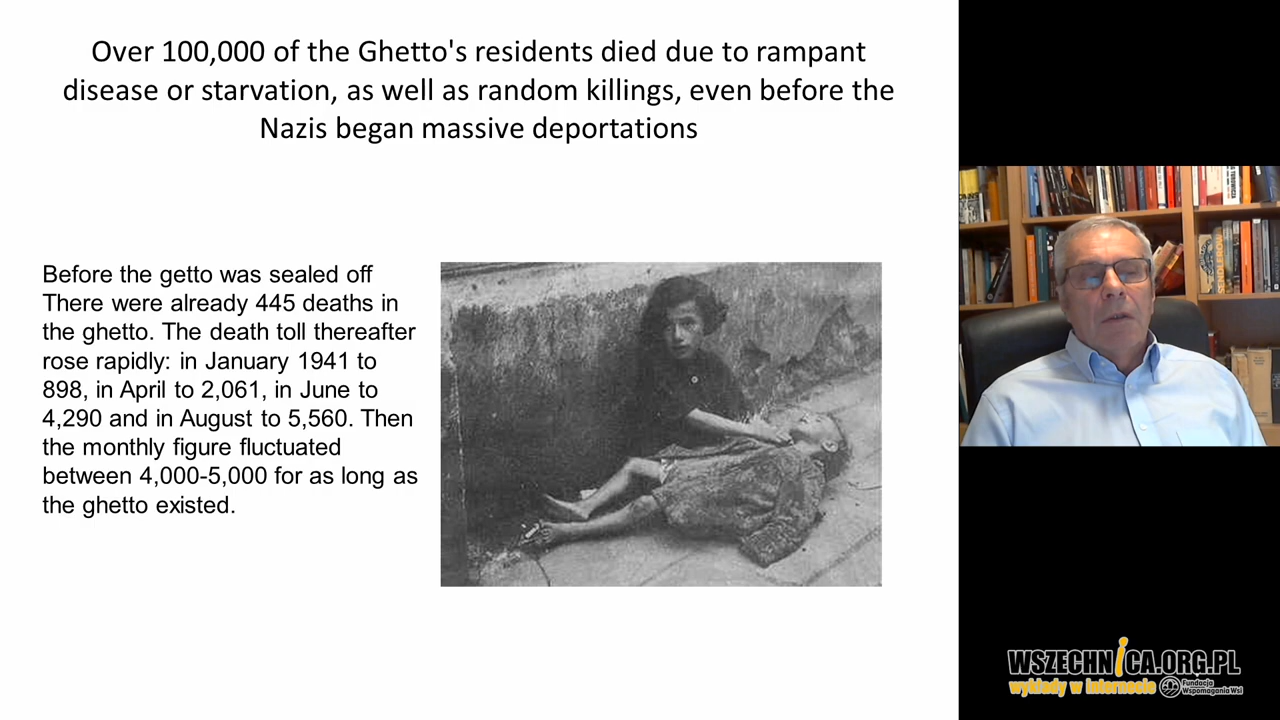 Over 100,000 of the Ghetto's residents died due to rampant
disease or starvation, as well as random killings, even before the
Nazis began massive deportations
Before the getto was sealed off
There were already 445 deaths in
the ghetto. The death toll thereafter
rose rapidly: in January 1941 to
898, in April to 2,061, in June to
4,290 and in August to 5,560. Then
the monthly figure fluctuated
between 4,000-5,000 for as long as
the ghetto existed.
SENDLEROWA
WSZECHNiCA.ORG.PL
wykłady w internecie
Fundacja
Wspomagania Wsi